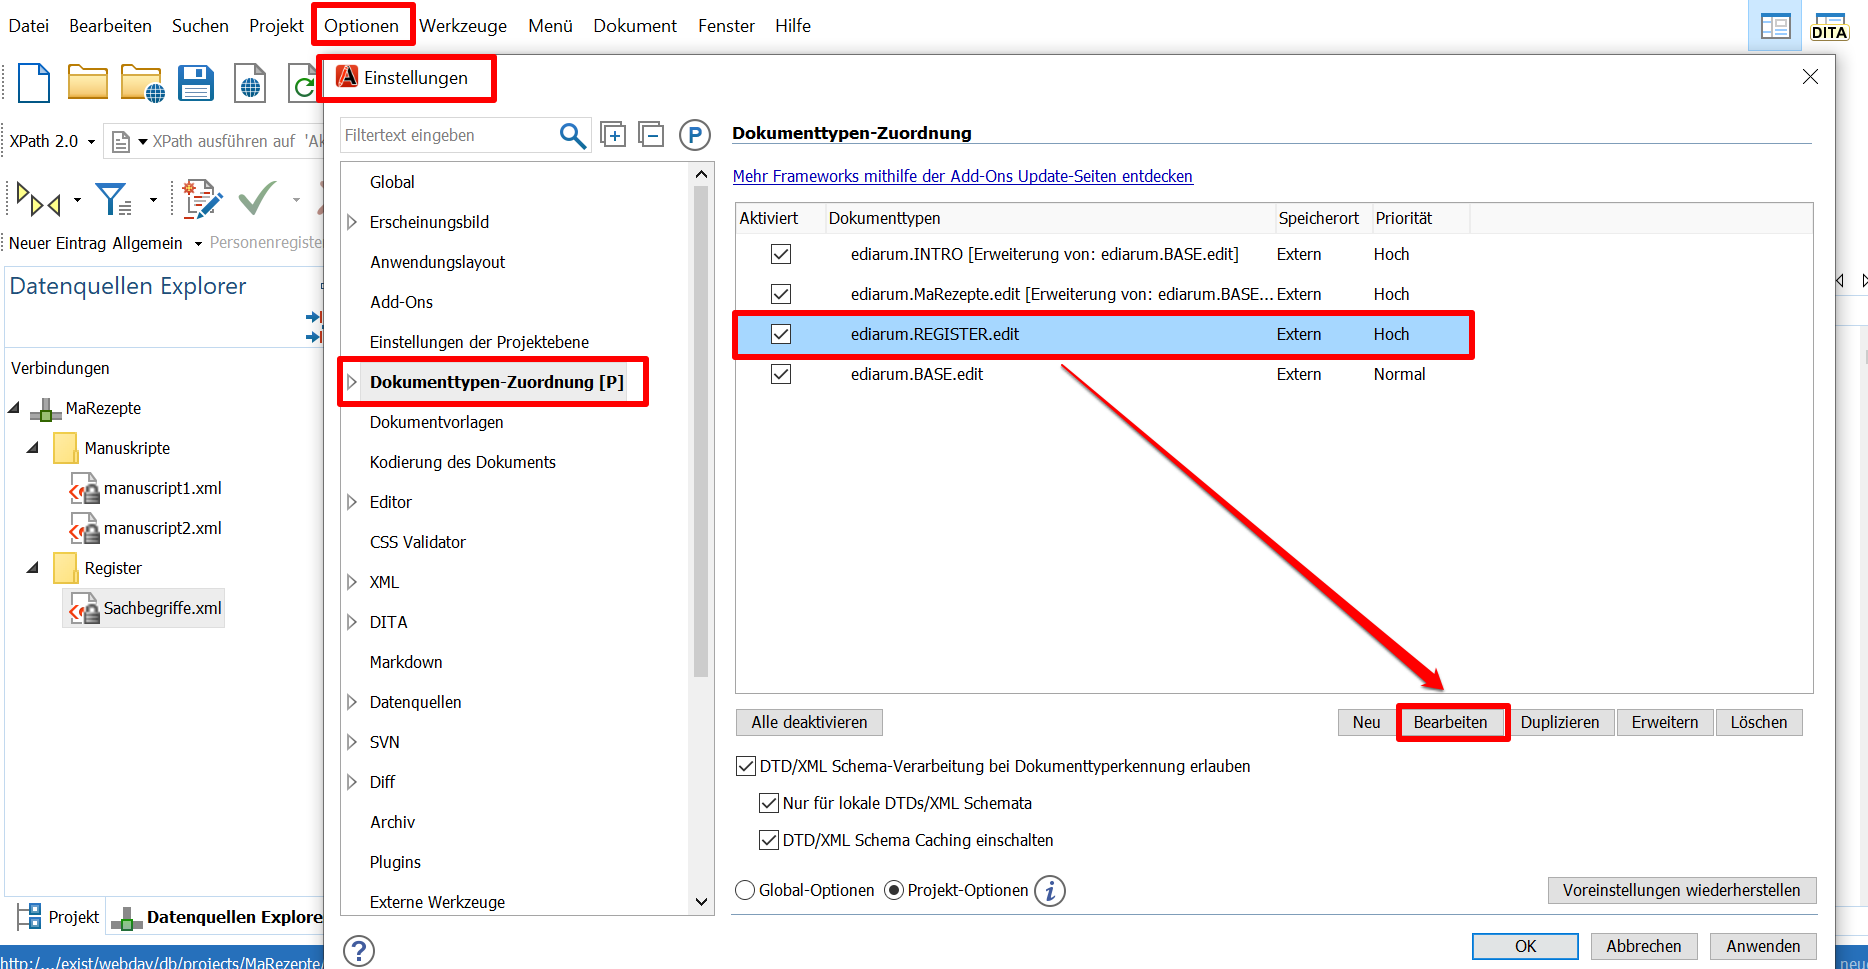 Datei Bearbeiten Suchen Projekt Optionen Werkzeuge Menü Dokument Fenster Hilfe
DITA
Einstellungen
XPath 2.0 XPath ausführen auf
Filtertext eingeben
P
Neuer Eintrag Allgemein
Datenquellen Explorer
Verbindungen
MaRezepte
Manuskripte
manuscript1.xml
manuscript2.xml
Register
Sachbegriffe.xml
Projekt Datenquellen Explore
http:/.../exist/webdav/db/projects/MaRezepte/
Global
Erscheinungsbild
Anwendungslayout
Add-Ons
Einstellungen der Projektebene
Dokumenttypen-Zuordnung [P]
Dokumentvorlagen
Kodierung des Dokuments
Editor
CSS Validator
XML
DITA
Markdown
Datenquellen
SVN
Diff
Archiv
Plugins
Externe Werkzeuge
Dokumenttypen-Zuordnung
Mehr Frameworks mithilfe der Add-Ons Update-Seiten entdecken
Aktiviert Dokumenttypen Speicherort Priorität
ediarum.INTRO [Erweiterung von: ediarum.BASE.edit] Extern Hoch
ediarum.MaRezepte.edit [Erweiterung von: ediarum.BASE... Extern Hoch
ediarum.REGISTER.edit Extern Hoch
ediarum.BASE.edit Extern Normal
Alle deaktivieren Neu Bearbeiten Duplizieren Erweitern Löschen
DTD/XML Schema-Verarbeitung bei Dokumenttyperkennung erlauben
Nur für lokale DTDs/XML Schemata
DTD/XML Schema Caching einschalten
Global-Optionen Projekt-Optionen i Voreinstellungen wiederherstellen
? OK Abbrechen Anwenden